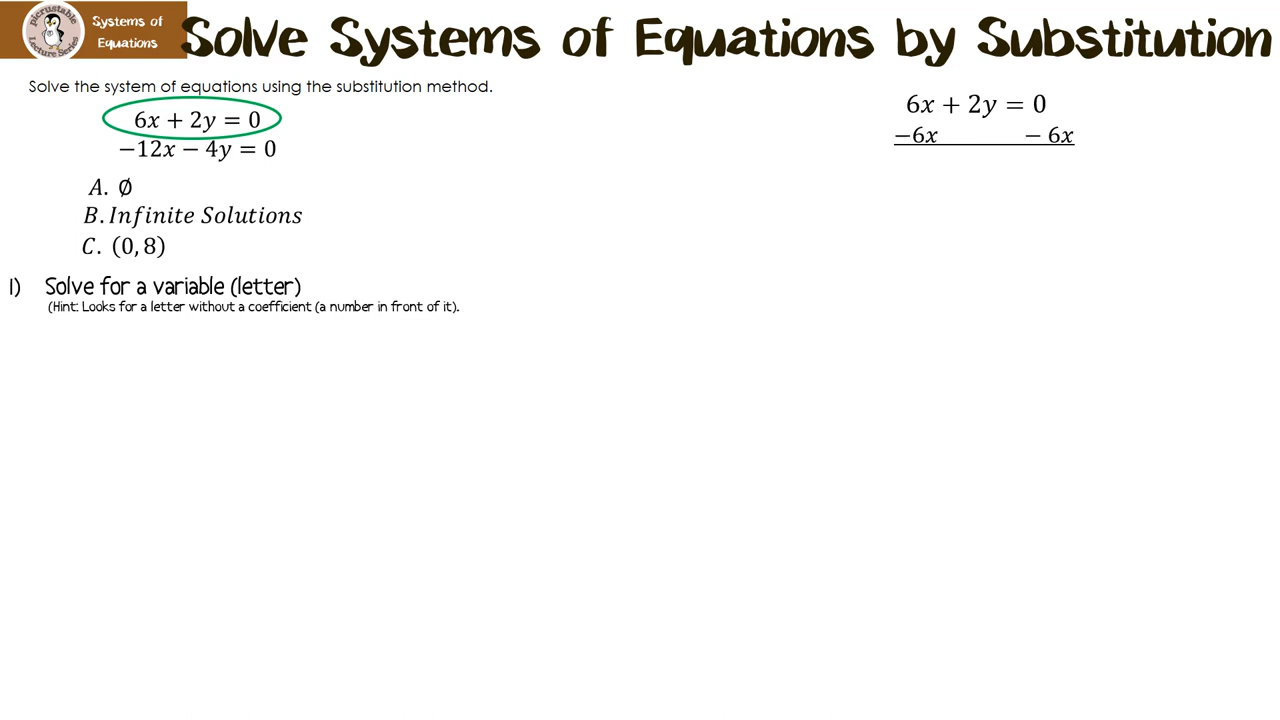 picrustable
Lecture Series
Systems of
Equations
Solve Systems of Equations by Substitution
Solve the system of equations using the substitution method.
6x + 2y = 0
−12x − 4y = 0
A. ∅
B. Infinite Solutions
C. (0, 8)
1) Solve for a variable (letter)
(Hint: Looks for a letter without a coefficient (a number in front of it).
6x + 2y = 0
−6x − 6x